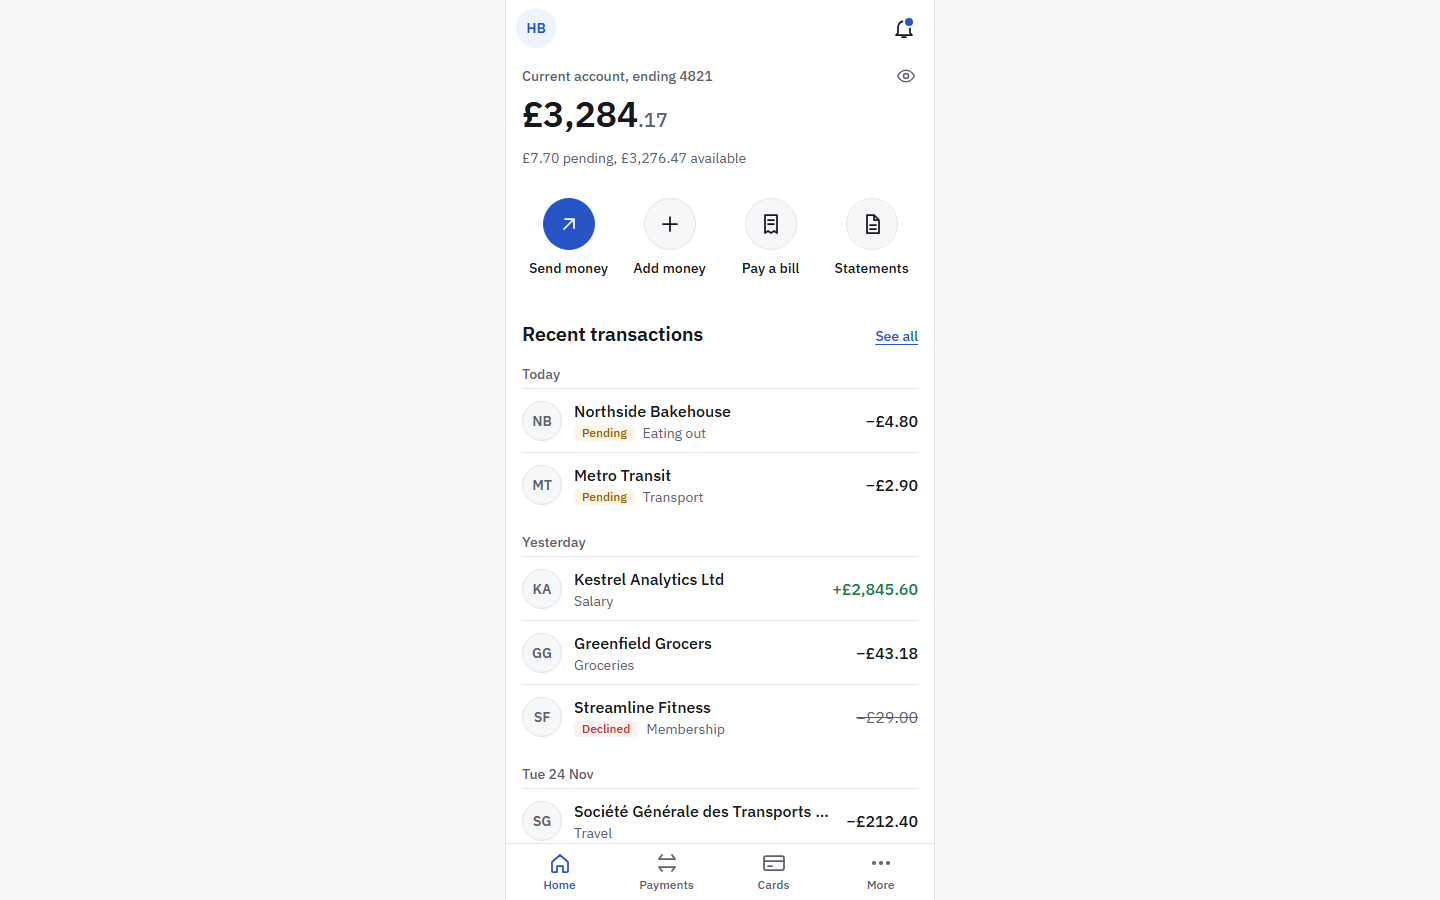 HB
Current account, ending 4821
£3,284.17
£7.70 pending, £3,276.47 available
Send money
Add money
Pay a bill
Statements
Recent transactions
See all
Today
NB
Northside Bakehouse
Pending
Eating out
−£4.80
MT
Metro Transit
Pending
Transport
−£2.90
Yesterday
KA
Kestrel Analytics Ltd
Salary
+£2,845.60
GG
Greenfield Grocers
Groceries
−£43.18
SF
Streamline Fitness
Declined
Membership
−£29.00
Tue 24 Nov
SG
Société Générale des Transports ...
Travel
−£212.40
Home
Payments
Cards
More